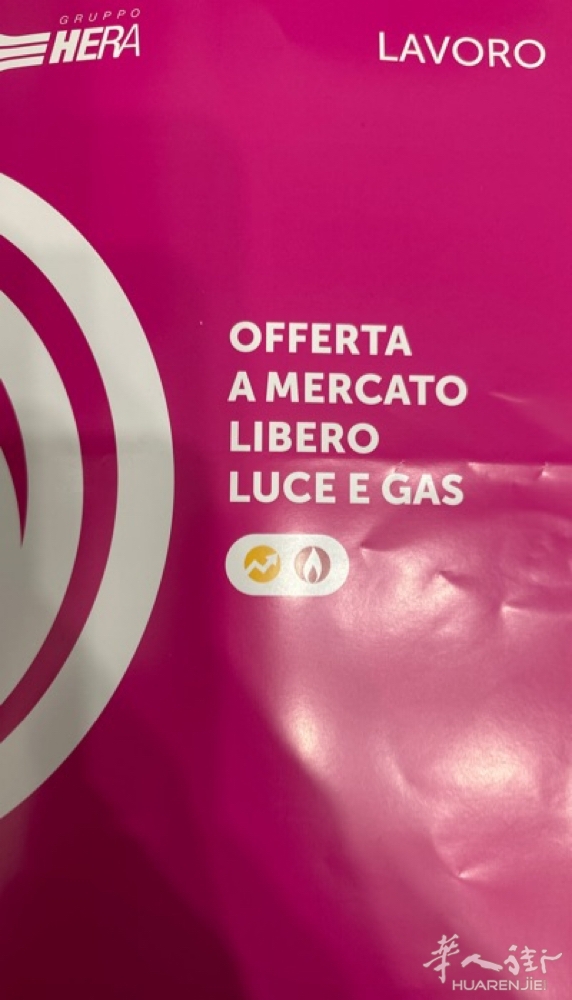 GRUPPO
HERA
LAVORO
OFFERTA
A MERCATO
LIBERO
LUCE E GAS
華人街
HUARENJIE